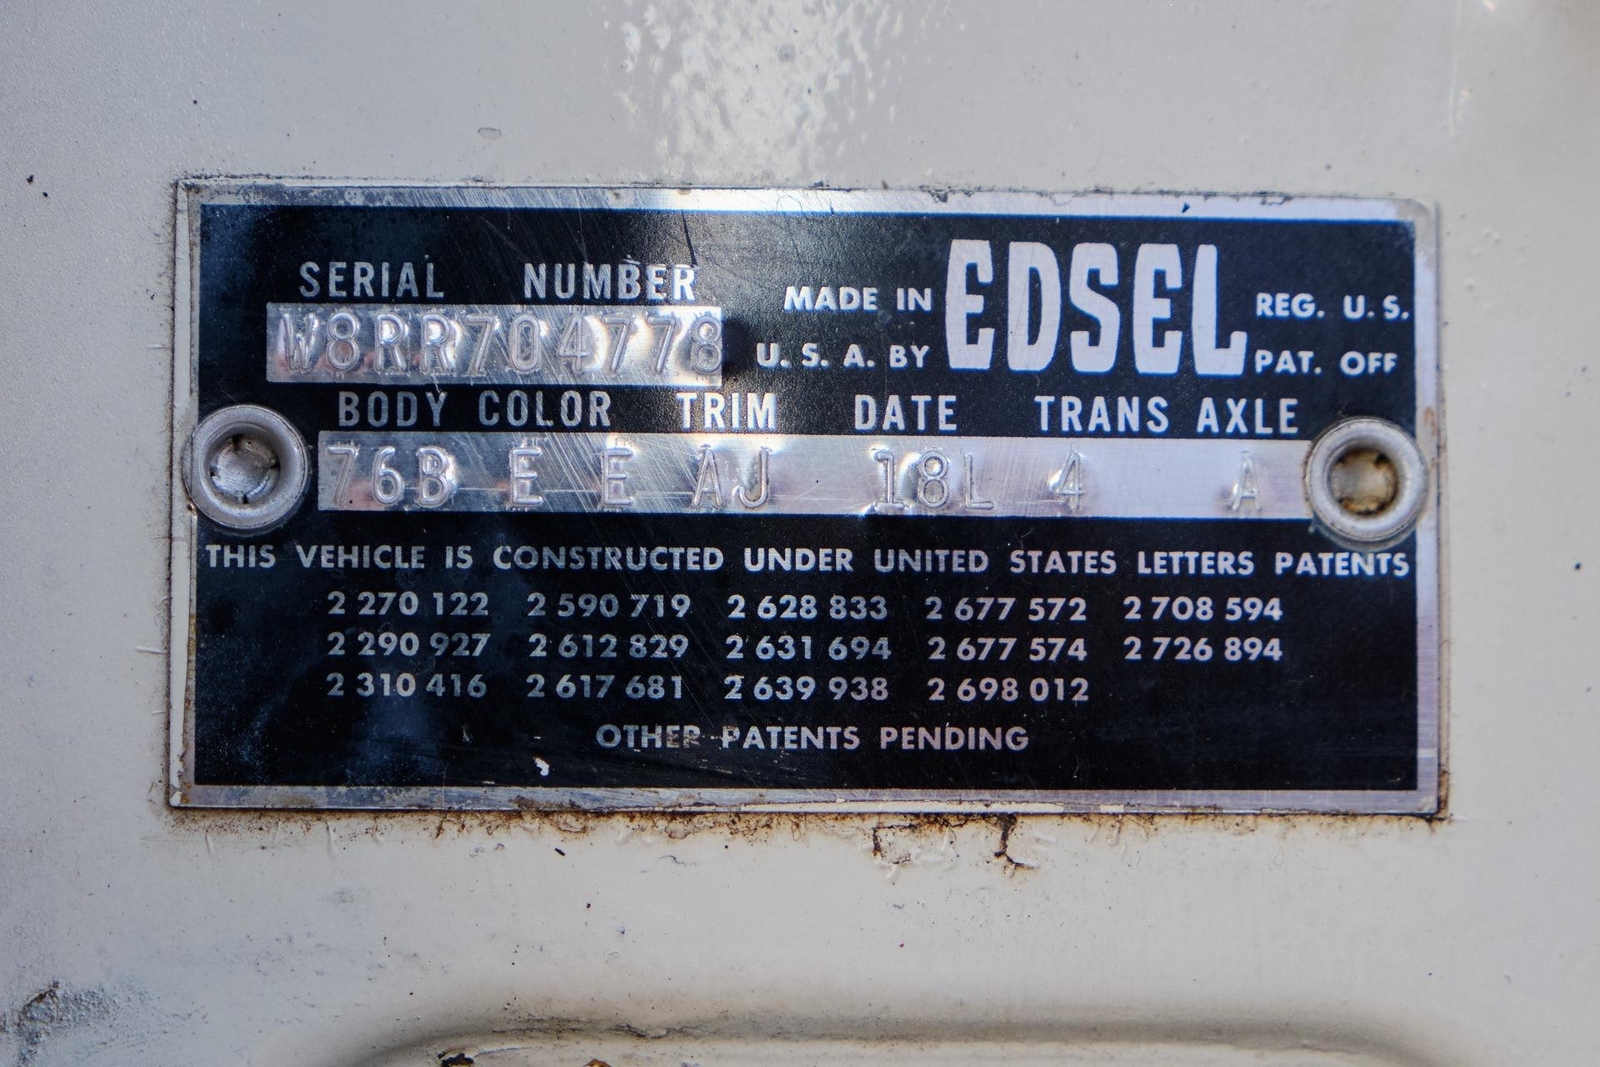 SERIAL NUMBER
W8RR704778
MADE IN
U. S. A. BY
EDSEL
REG. U. S.
PAT. OFF
BODY COLOR TRIM DATE TRANS AXLE
76B E E AJ 18L 4 A
THIS VEHICLE IS CONSTRUCTED UNDER UNITED STATES LETTERS PATENTS
2 270 122 2 590 719 2 628 833 2 677 572 2 708 594
2 290 927 2 612 829 2 631 694 2 677 574 2 726 894
2 310 416 2 617 681 2 639 938 2 698 012
OTHER PATENTS PENDING